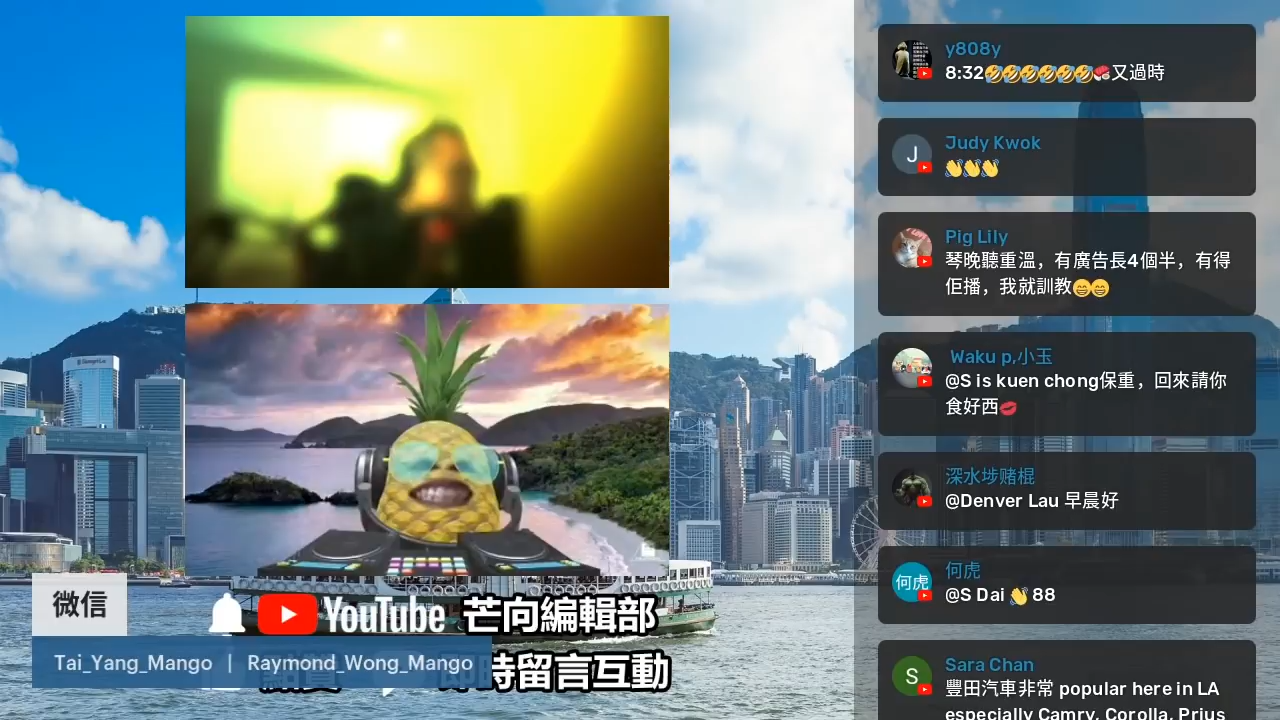 微信
Tai_Yang_Mango | Raymond_Wong_Mango
YouTube 芒向編輯部
即時留言互動
y808y
8:32🤣🤣🤣🤣🤣🤣🍣又過時
J
Judy Kwok
👏👏👏
Pig Lily
琴晚聽重溫，有廣告長4個半，有得
佢播，我就訓教😄😄
Waku p,小玉
@S is kuen chong保重，回來請你
食好西💋
深水埗赌棍
@Denver Lau 早晨好
何虎
何虎
@S Dai 👋 88
S
Sara Chan
豐田汽車非常 popular here in LA
especially Camry, Corolla, Prius